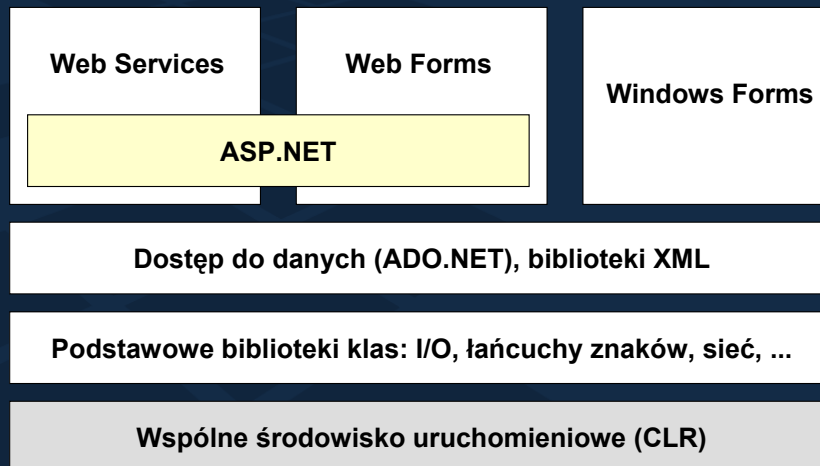 Web Services
Web Forms
Windows Forms
ASP.NET
Dostęp do danych (ADO.NET), biblioteki XML
Podstawowe biblioteki klas: I/O, łańcuchy znaków, sieć, ...
Wspólne środowisko uruchomieniowe (CLR)